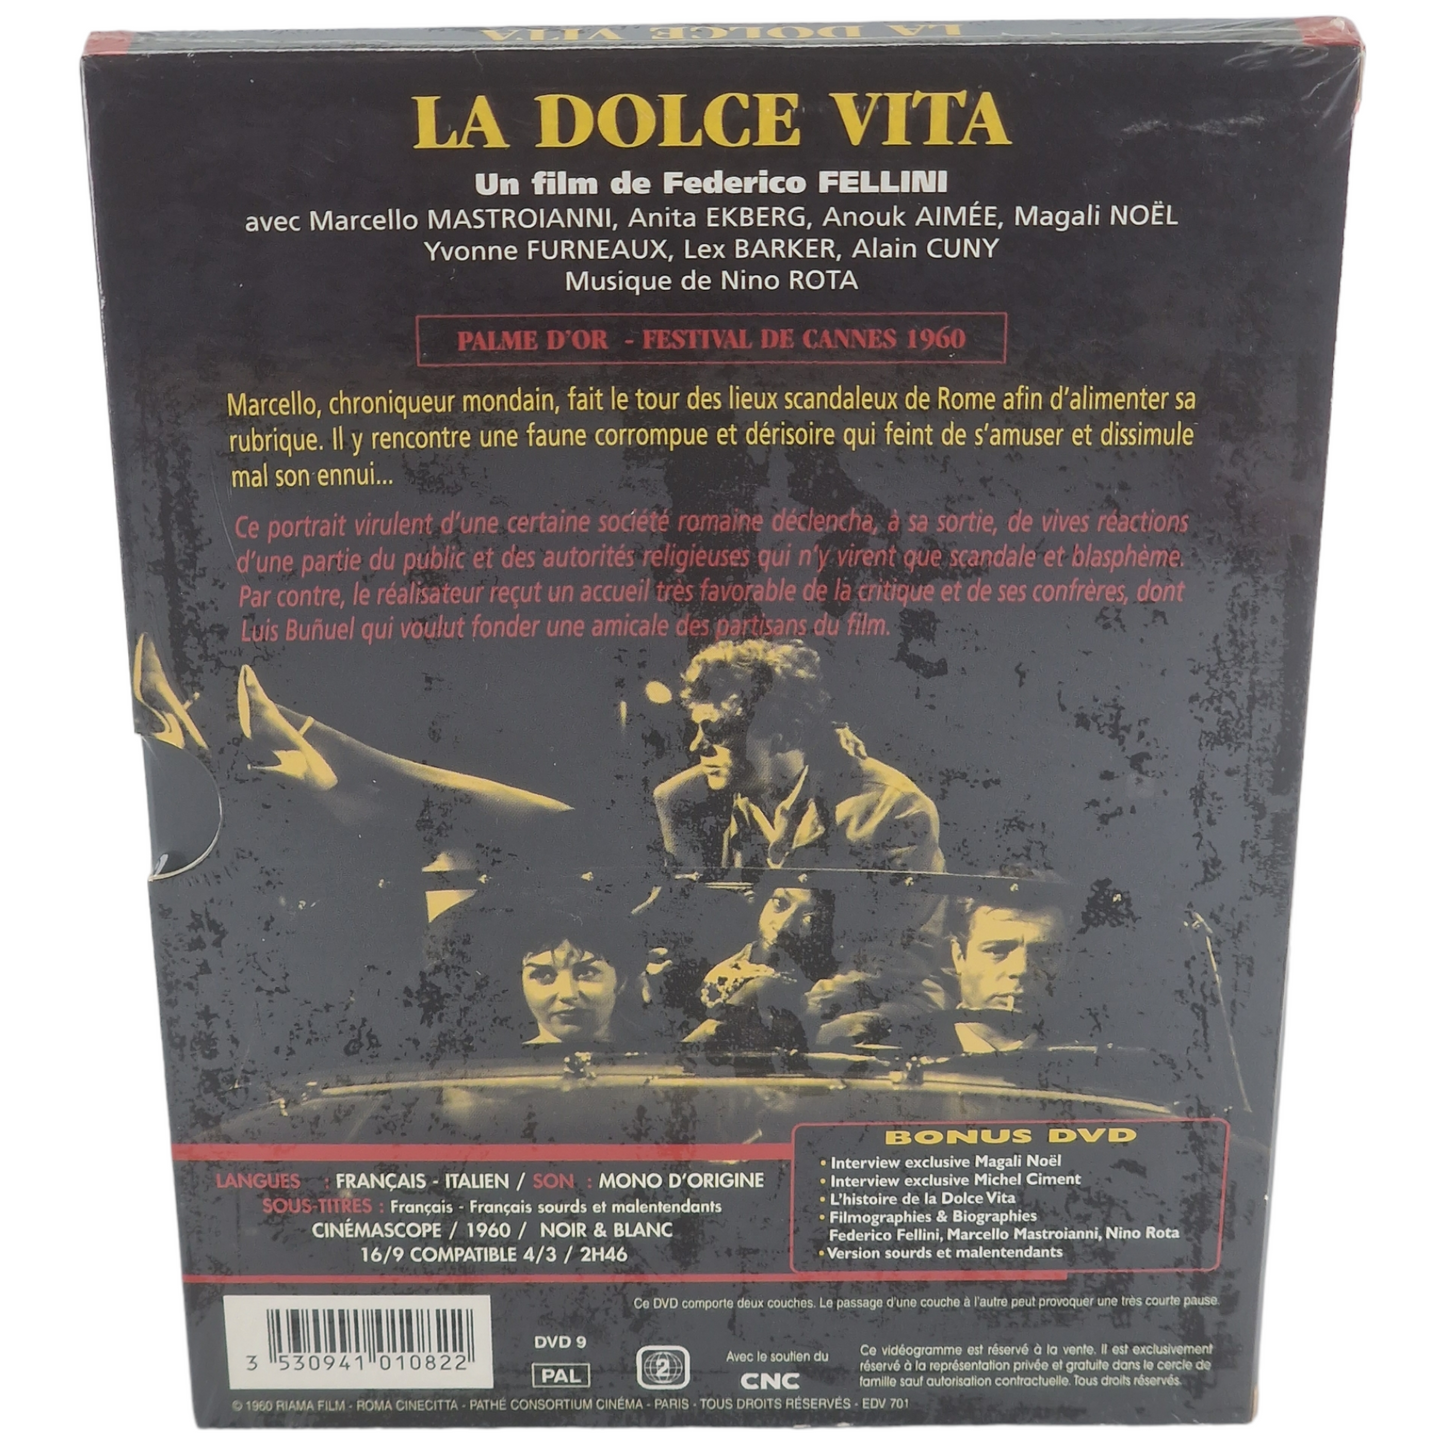 LA DOLCE VITA
LA DOLCE VITA
Un film de Federico FELLINI
avec Marcello MASTROIANNI, Anita EKBERG, Anouk AIMÉE, Magali NOËL
Yvonne FURNEAUX, Lex BARKER, Alain CUNY
Musique de Nino ROTA
PALME D'OR - FESTIVAL DE CANNES 1960
Marcello, chroniqueur mondain, fait le tour des lieux scandaleux de Rome afin d'alimenter sa
rubrique. Il y rencontre une faune corrompue et dérisoire qui feint de s'amuser et dissimule
mal son ennui...
Ce portrait virulent d'une certaine société romaine déclencha, à sa sortie, de vives réactions
d'une partie du public et des autorités religieuses qui n'y virent que scandale et blasphème.
Par contre, le réalisateur reçut un accueil très favorable de la critique et de ses confrères, dont
Luis Buñuel qui voulut fonder une amicale des partisans du film.
LANGUES : FRANÇAIS - ITALIEN / SON : MONO D'ORIGINE
SOUS-TITRES : Français - Français sourds et malentendants
CINÉMASCOPE / 1960 / NOIR & BLANC
16/9 COMPATIBLE 4/3 / 2H46
BONUS DVD
• Interview exclusive Magali Noël
• Interview exclusive Michel Ciment
• L'histoire de la Dolce Vita
• Filmographies & Biographies
Federico Fellini, Marcello Mastroianni, Nino Rota
• Version sourds et malentendants
Ce DVD comporte deux couches. Le passage d'une couche à l'autre peut provoquer une très courte pause.
3 530941 010822
DVD 9
PAL
2
Avec le soutien du
CNC
Ce vidéogramme est réservé à la vente. Il est exclusivement
réservé à la représentation privée et gratuite dans le cercle de
famille sauf autorisation contractuelle. Tous droits réservés.
© 1960 RIAMA FILM - ROMA CINECITTA - PATHÉ CONSORTIUM CINÉMA - PARIS - TOUS DROITS RÉSERVÉS - EDV 701